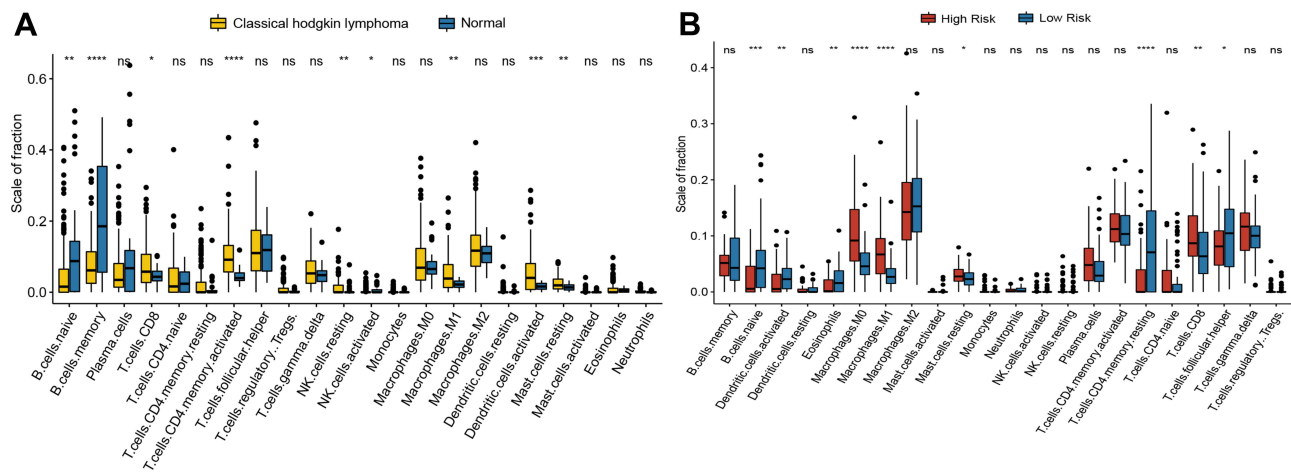 A
Classical hodgkin lymphoma
Normal
** **** ns * ns ns **** ns ns ns ** * ns ns ** ns ns *** ** ns ns ns
Scale of fraction
0.6
0.4
0.2
0.0
B.cells.naive
B.cells.memory
Plasma.cells
T.cells.CD8
T.cells.CD4.naive
T.cells.CD4.memory.resting
T.cells.CD4.memory.activated
T.cells.follicular.helper
T.cells.regulatory..Tregs.
T.cells.gamma.delta
NK.cells.resting
NK.cells.activated
Monocytes
Macrophages.M0
Macrophages.M1
Macrophages.M2
Dendritic.cells.resting
Dendritic.cells.activated
Mast.cells.resting
Mast.cells.activated
Eosinophils
Neutrophils
B
High Risk
Low Risk
ns *** ** ns ** **** **** ns ns * ns ns ns ns ns ns **** ns ** * ns ns
Scale of fraction
0.4
0.3
0.2
0.1
0.0
B.cells.memory
B.cells.naive
Dendritic.cells.activated
Dendritic.cells.resting
Eosinophils
Macrophages.M0
Macrophages.M1
Macrophages.M2
Mast.cells.activated
Mast.cells.resting
Monocytes
Neutrophils
NK.cells.activated
NK.cells.resting
Plasma.cells
T.cells.CD4.memory.activated
T.cells.CD4.memory.resting
T.cells.CD4.naive
T.cells.CD8
T.cells.follicular.helper
T.cells.gamma.delta
T.cells.regulatory..Tregs.